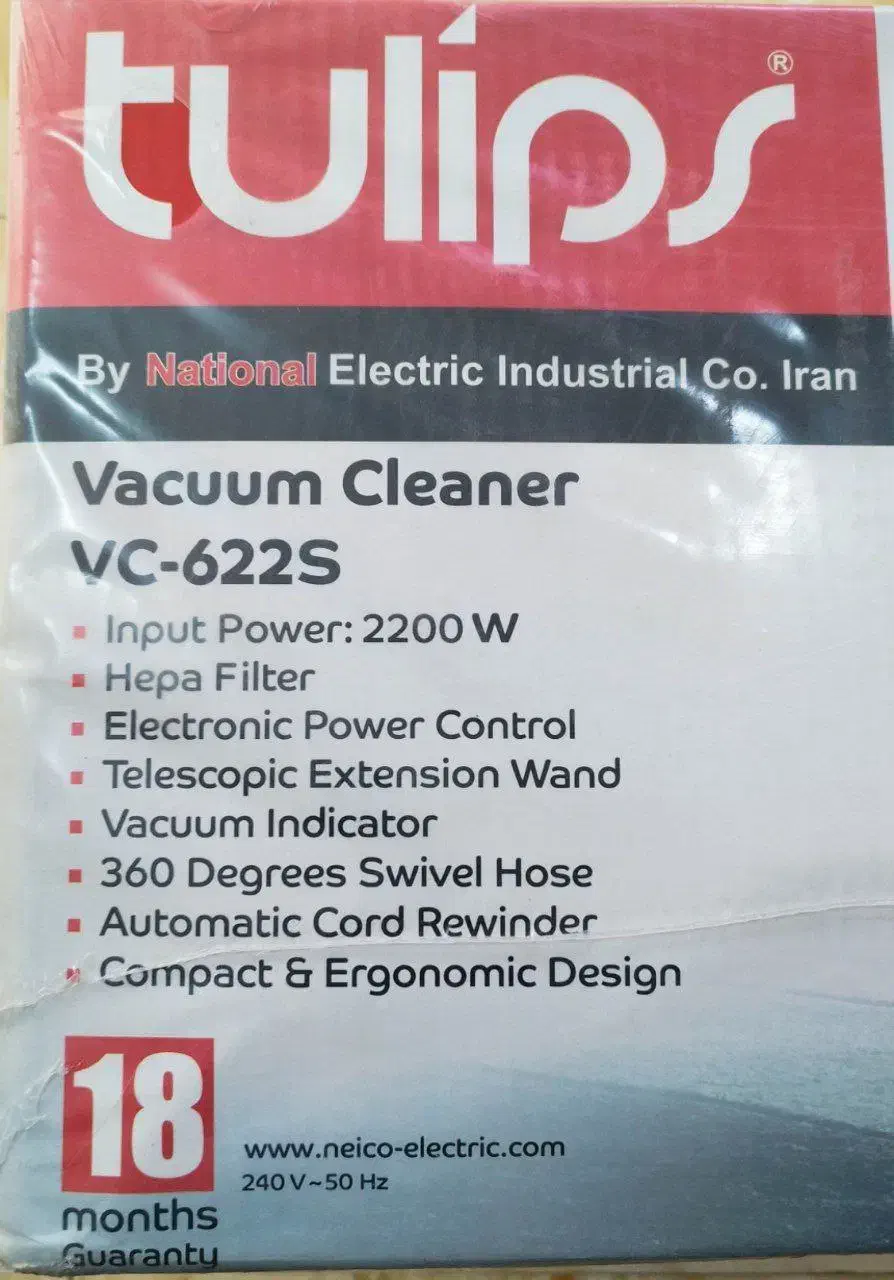 tulips®
By National Electric Industrial Co. Iran
Vacuum Cleaner
VC-622S
▪ Input Power: 2200 W
▪ Hepa Filter
▪ Electronic Power Control
▪ Telescopic Extension Wand
▪ Vacuum Indicator
▪ 360 Degrees Swivel Hose
▪ Automatic Cord Rewinder
▪ Compact & Ergonomic Design
18
months
Guaranty
www.neico-electric.com
240 V~50 Hz